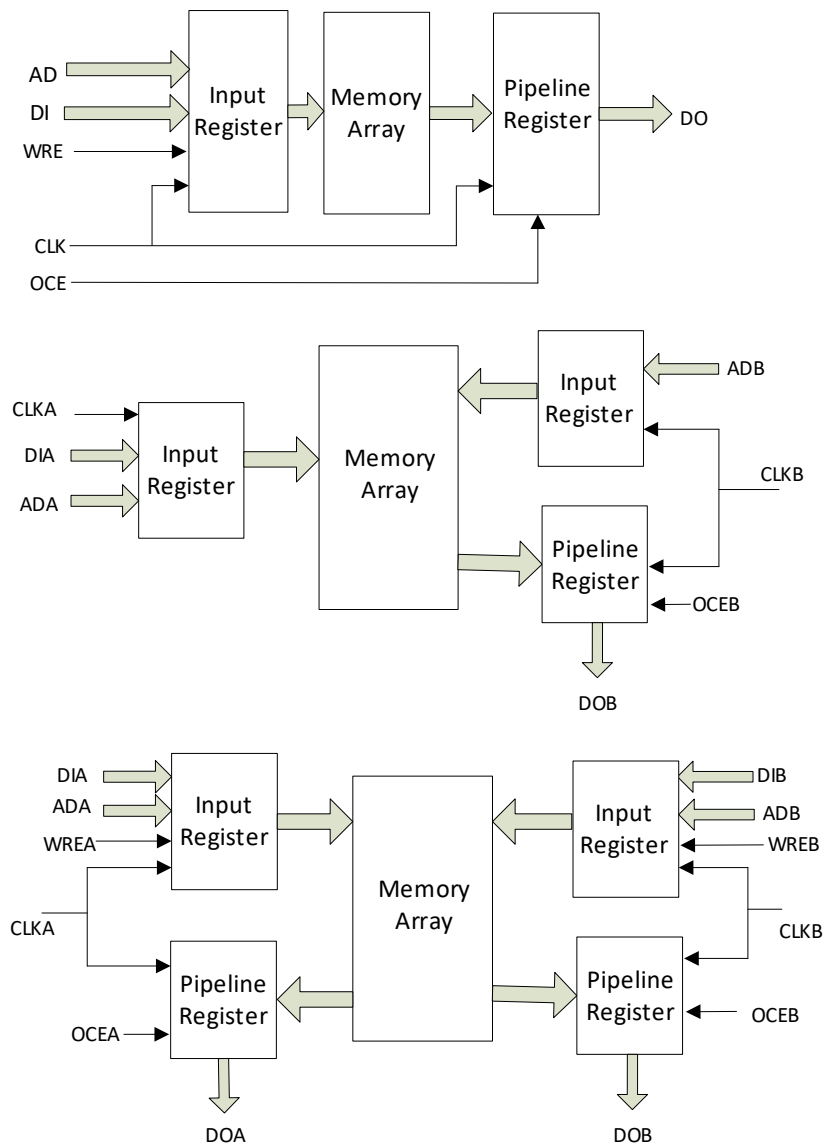 AD
DI
WRE
CLK
OCE
Input
Register
Memory
Array
Pipeline
Register
DO
CLKA
DIA
ADA
Input
Register
Memory
Array
Input
Register
ADB
CLKB
Pipeline
Register
OCEB
DOB
DIA
ADA
WREA
CLKA
Input
Register
Memory
Array
Input
Register
DIB
ADB
WREB
CLKB
Pipeline
Register
OCEA
DOA
Pipeline
Register
OCEB
DOB